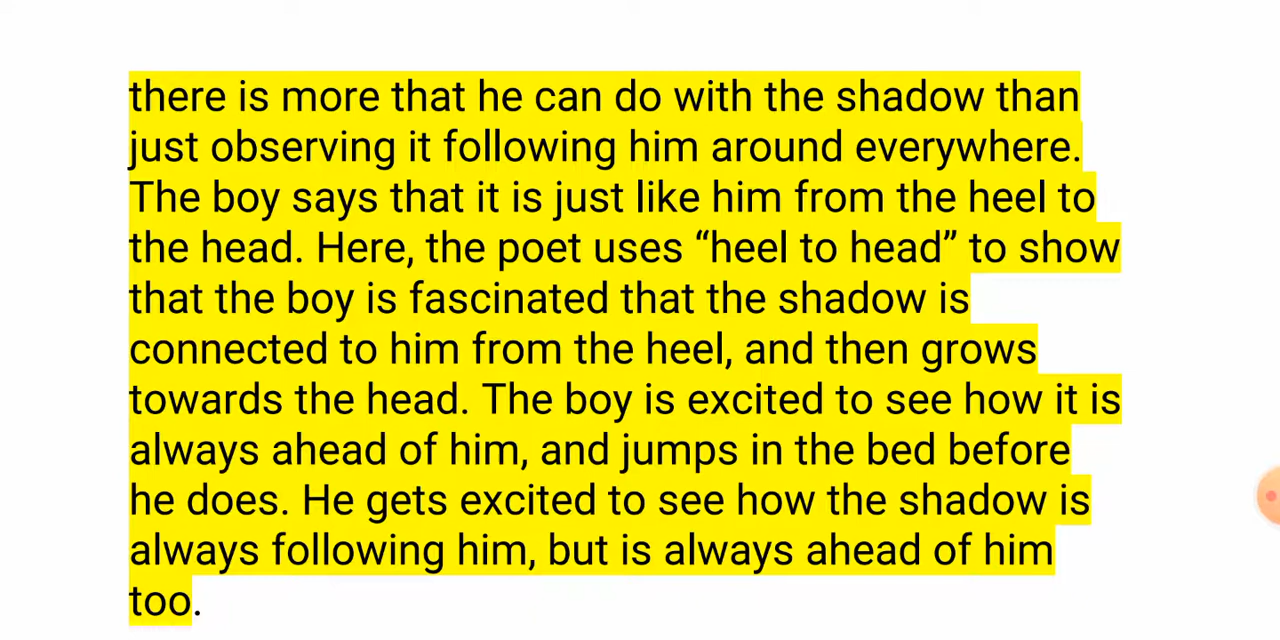 there is more that he can do with the shadow than
just observing it following him around everywhere.
The boy says that it is just like him from the heel to
the head. Here, the poet uses “heel to head” to show
that the boy is fascinated that the shadow is
connected to him from the heel, and then grows
towards the head. The boy is excited to see how it is
always ahead of him, and jumps in the bed before
he does. He gets excited to see how the shadow is
always following him, but is always ahead of him
too.